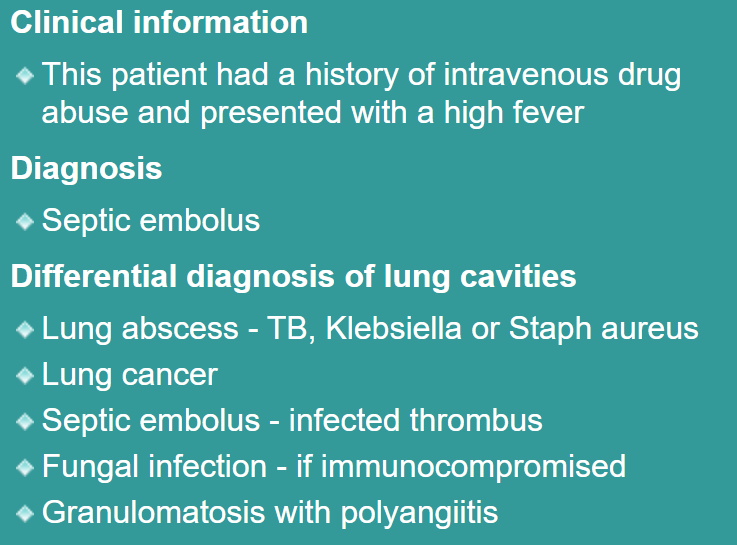 Clinical information
This patient had a history of intravenous drug
abuse and presented with a high fever
Diagnosis
Septic embolus
Differential diagnosis of lung cavities
Lung abscess - TB, Klebsiella or Staph aureus
Lung cancer
Septic embolus - infected thrombus
Fungal infection - if immunocompromised
Granulomatosis with polyangiitis